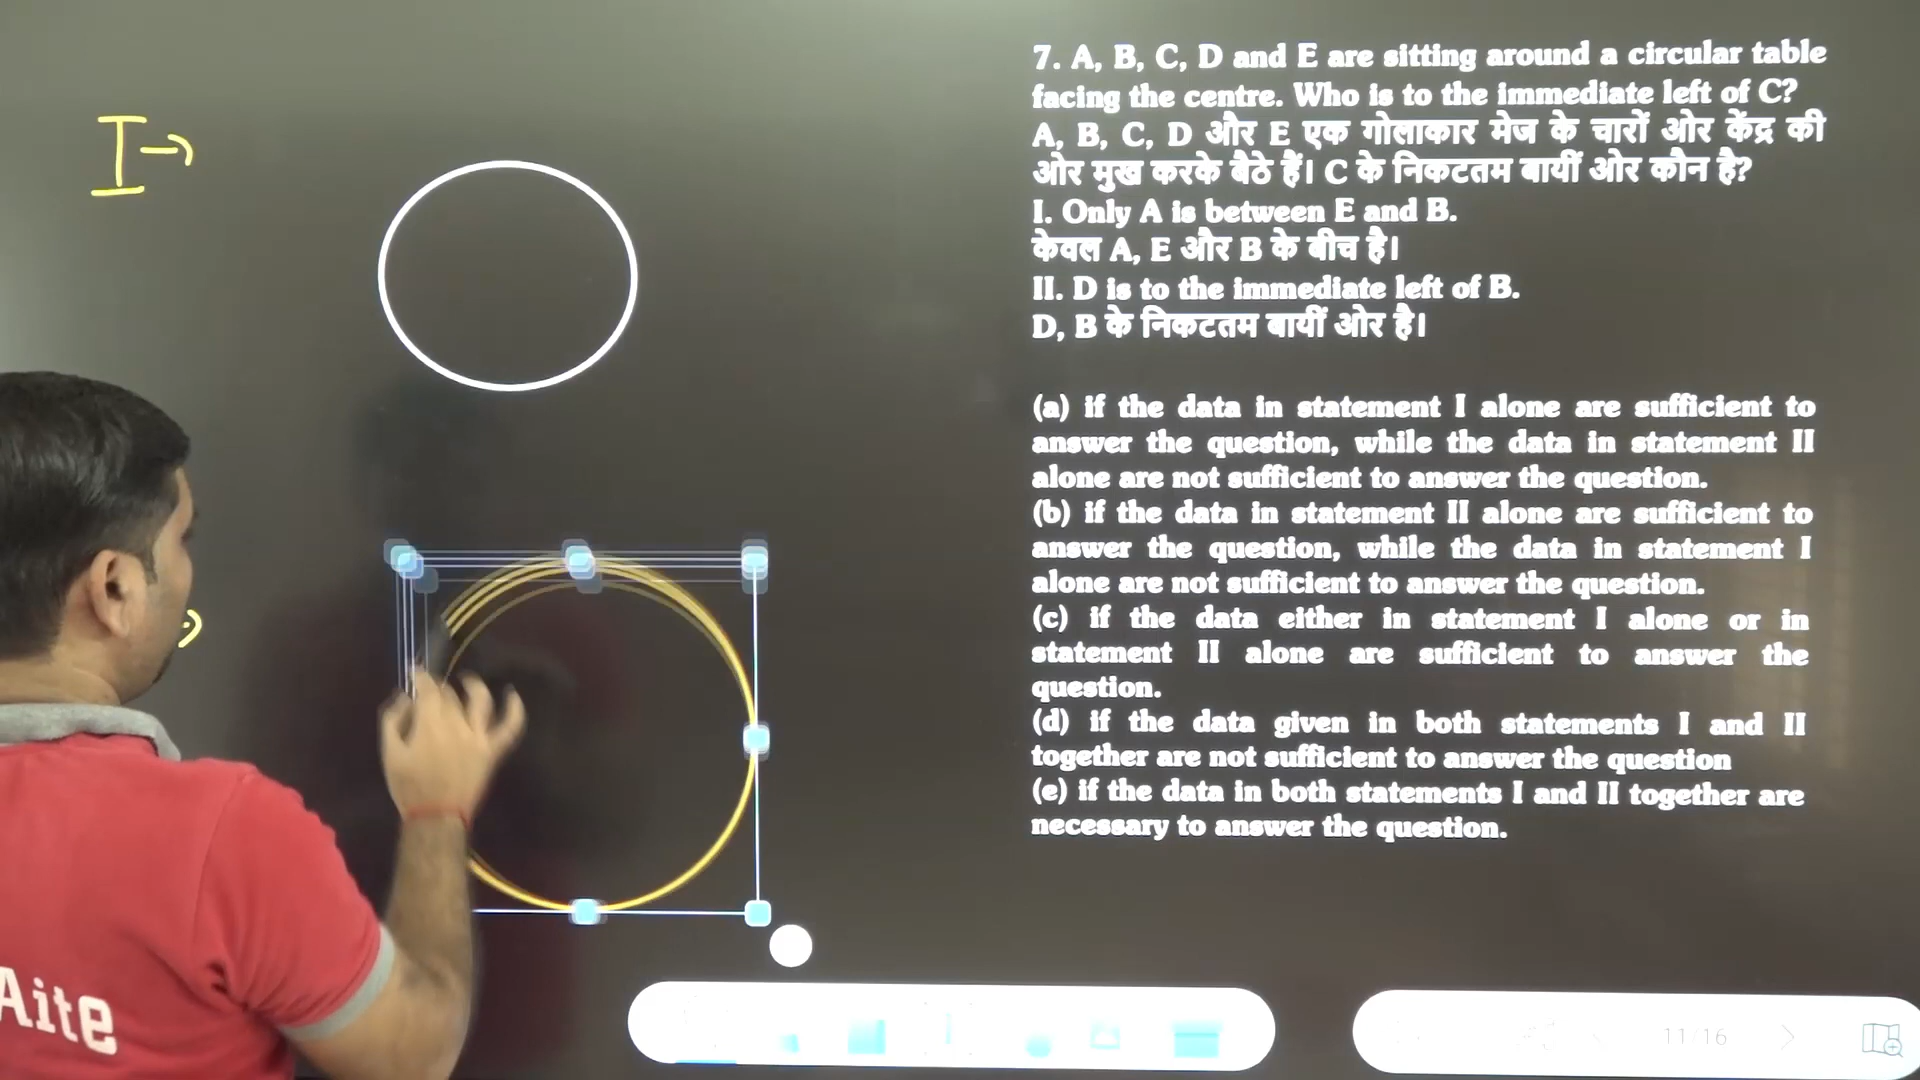 I →
7. A, B, C, D and E are sitting around a circular table
facing the centre. Who is to the immediate left of C?
A, B, C, D और E एक गोलाकार मेज के चारों ओर केंद्र की
ओर मुख करके बैठे हैं। C के निकटतम बायीं ओर कौन है?
I. Only A is between E and B.
केवल A, E और B के बीच है।
II. D is to the immediate left of B.
D, B के निकटतम बायीं ओर है।
(a) if the data in statement I alone are sufficient to
answer the question, while the data in statement II
alone are not sufficient to answer the question.
(b) if the data in statement II alone are sufficient to
answer the question, while the data in statement I
alone are not sufficient to answer the question.
(c) if the data either in statement I alone or in
statement II alone are sufficient to answer the
question.
(d) if the data given in both statements I and II
together are not sufficient to answer the question
(e) if the data in both statements I and II together are
necessary to answer the question.
Aite
11/16